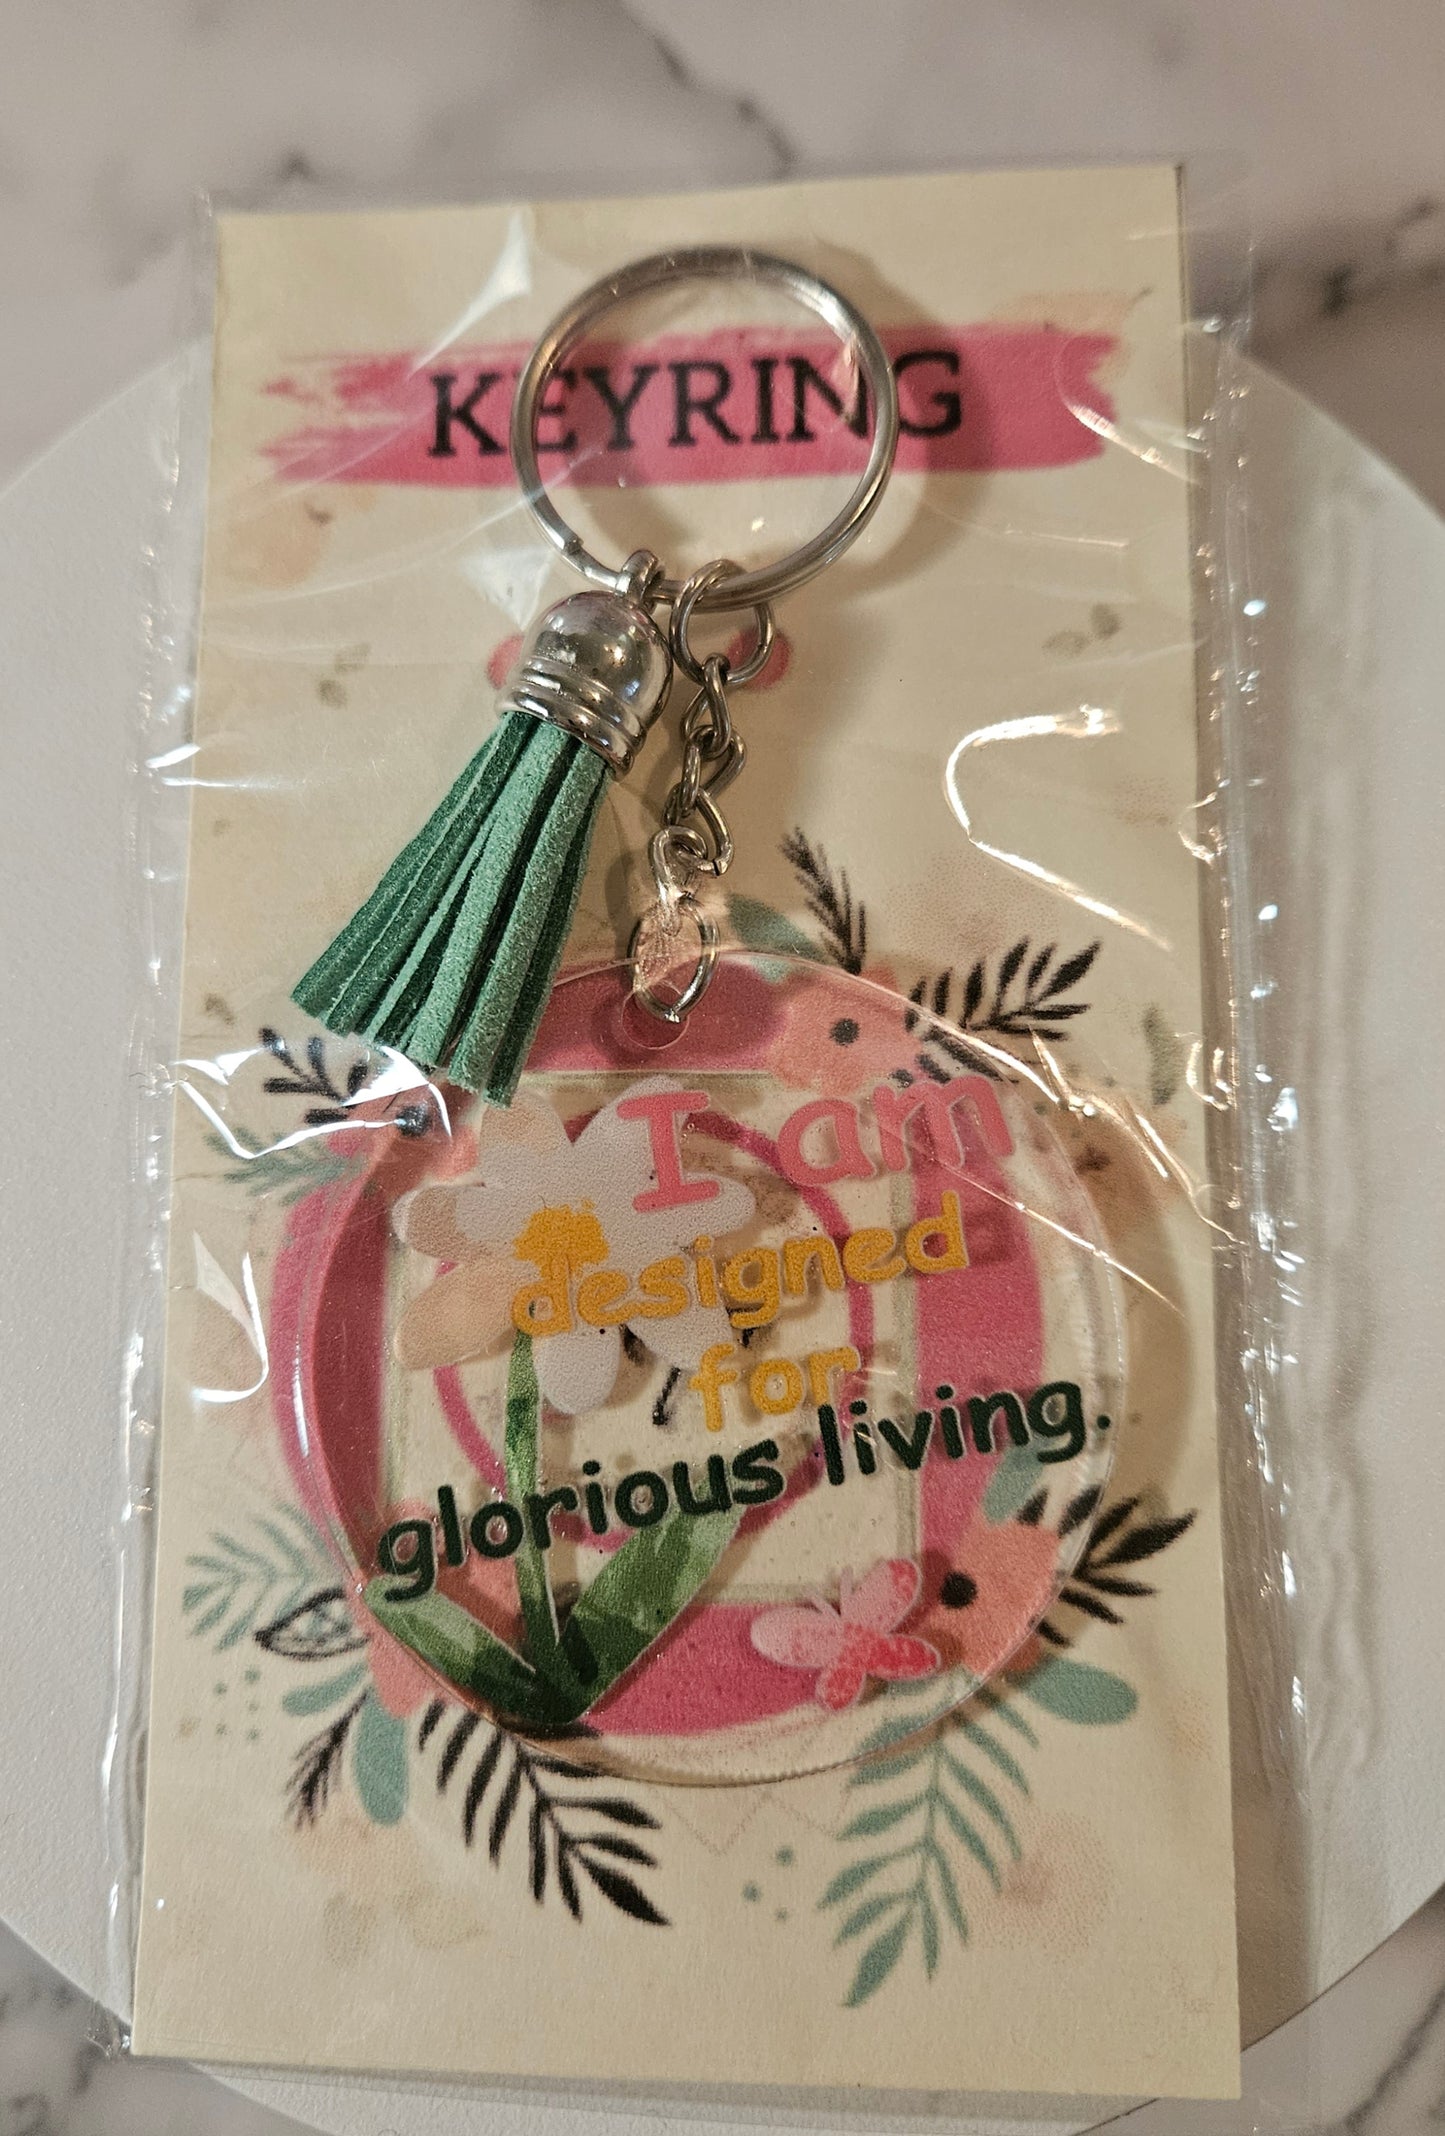 KEYRING
I am
designed
for
glorious living.